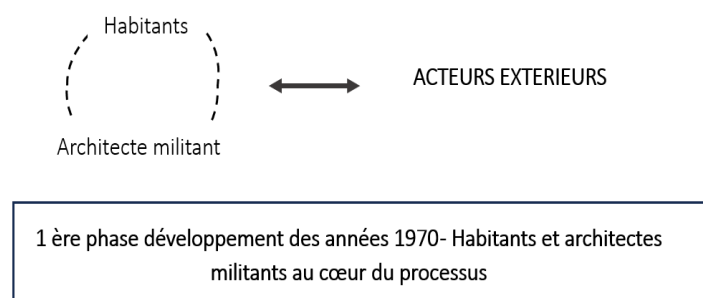 Habitants
ACTEURS EXTERIEURS
Architecte militant
1 ère phase développement des années 1970- Habitants et architectes
militants au cœur du processus